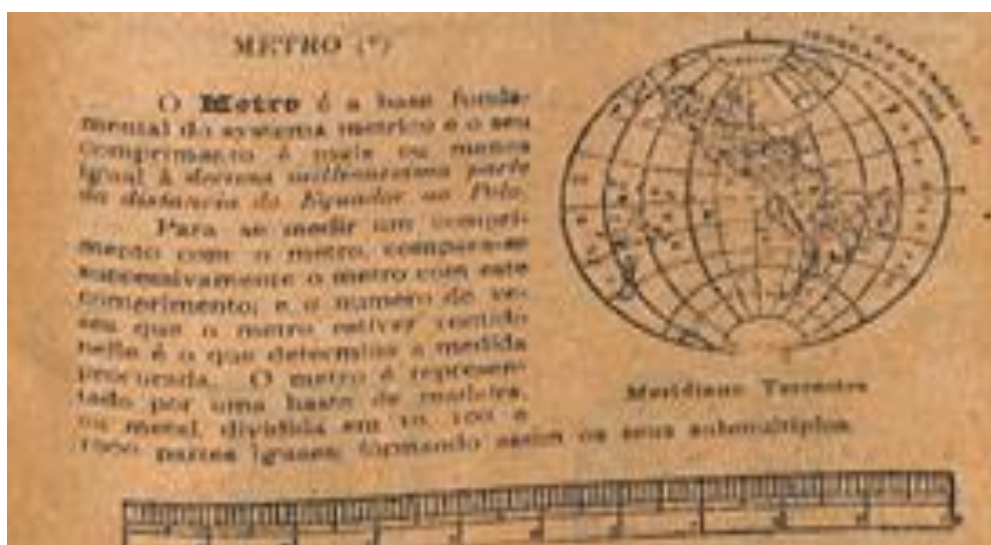 METRO (*)
O Metro é a base funda-
mental do systema metrico e o seu
comprimento é mais ou menos
igual á decima millionesima parte
da distancia do Equador ao Polo.
Para se medir um compri-
mento com o metro, compara-se
successivamente o metro com este
comprimento; e o numero de ve-
zes que o metro estiver contido
nelle é o que determina a medida
procurada. O metro é represen-
tado por uma haste de madeira,
ou metal, dividida em 10, 100 e
1000 partes iguaes, formando assim os seus submultiplos.
Meridiano Terrestre